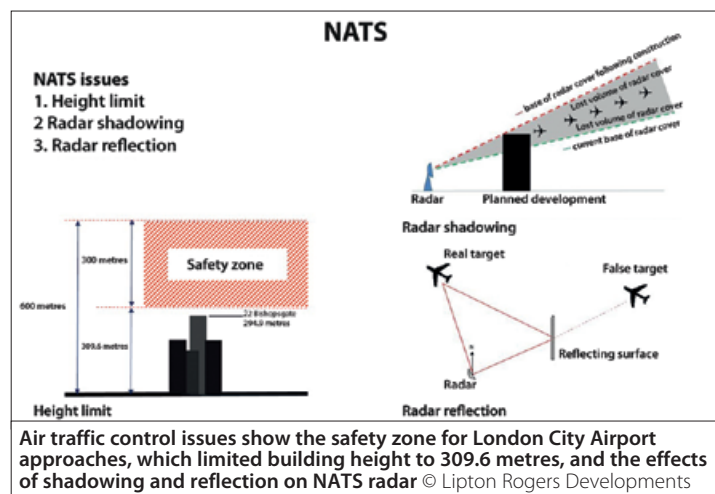 NATS
NATS issues
1. Height limit
2 Radar shadowing
3. Radar reflection
base of radar cover following construction
Lost volume of radar cover
Lost volume of radar cover
current base of radar cover
Radar
Planned development
Radar shadowing
600 metres
300 metres
309.6 metres
Safety zone
22 Bishopsgate
294.9 metres
Height limit
Real target
False target
Reflecting surface
Radar
Radar reflection
Air traffic control issues show the safety zone for London City Airport
approaches, which limited building height to 309.6 metres, and the effects
of shadowing and reflection on NATS radar © Lipton Rogers Developments